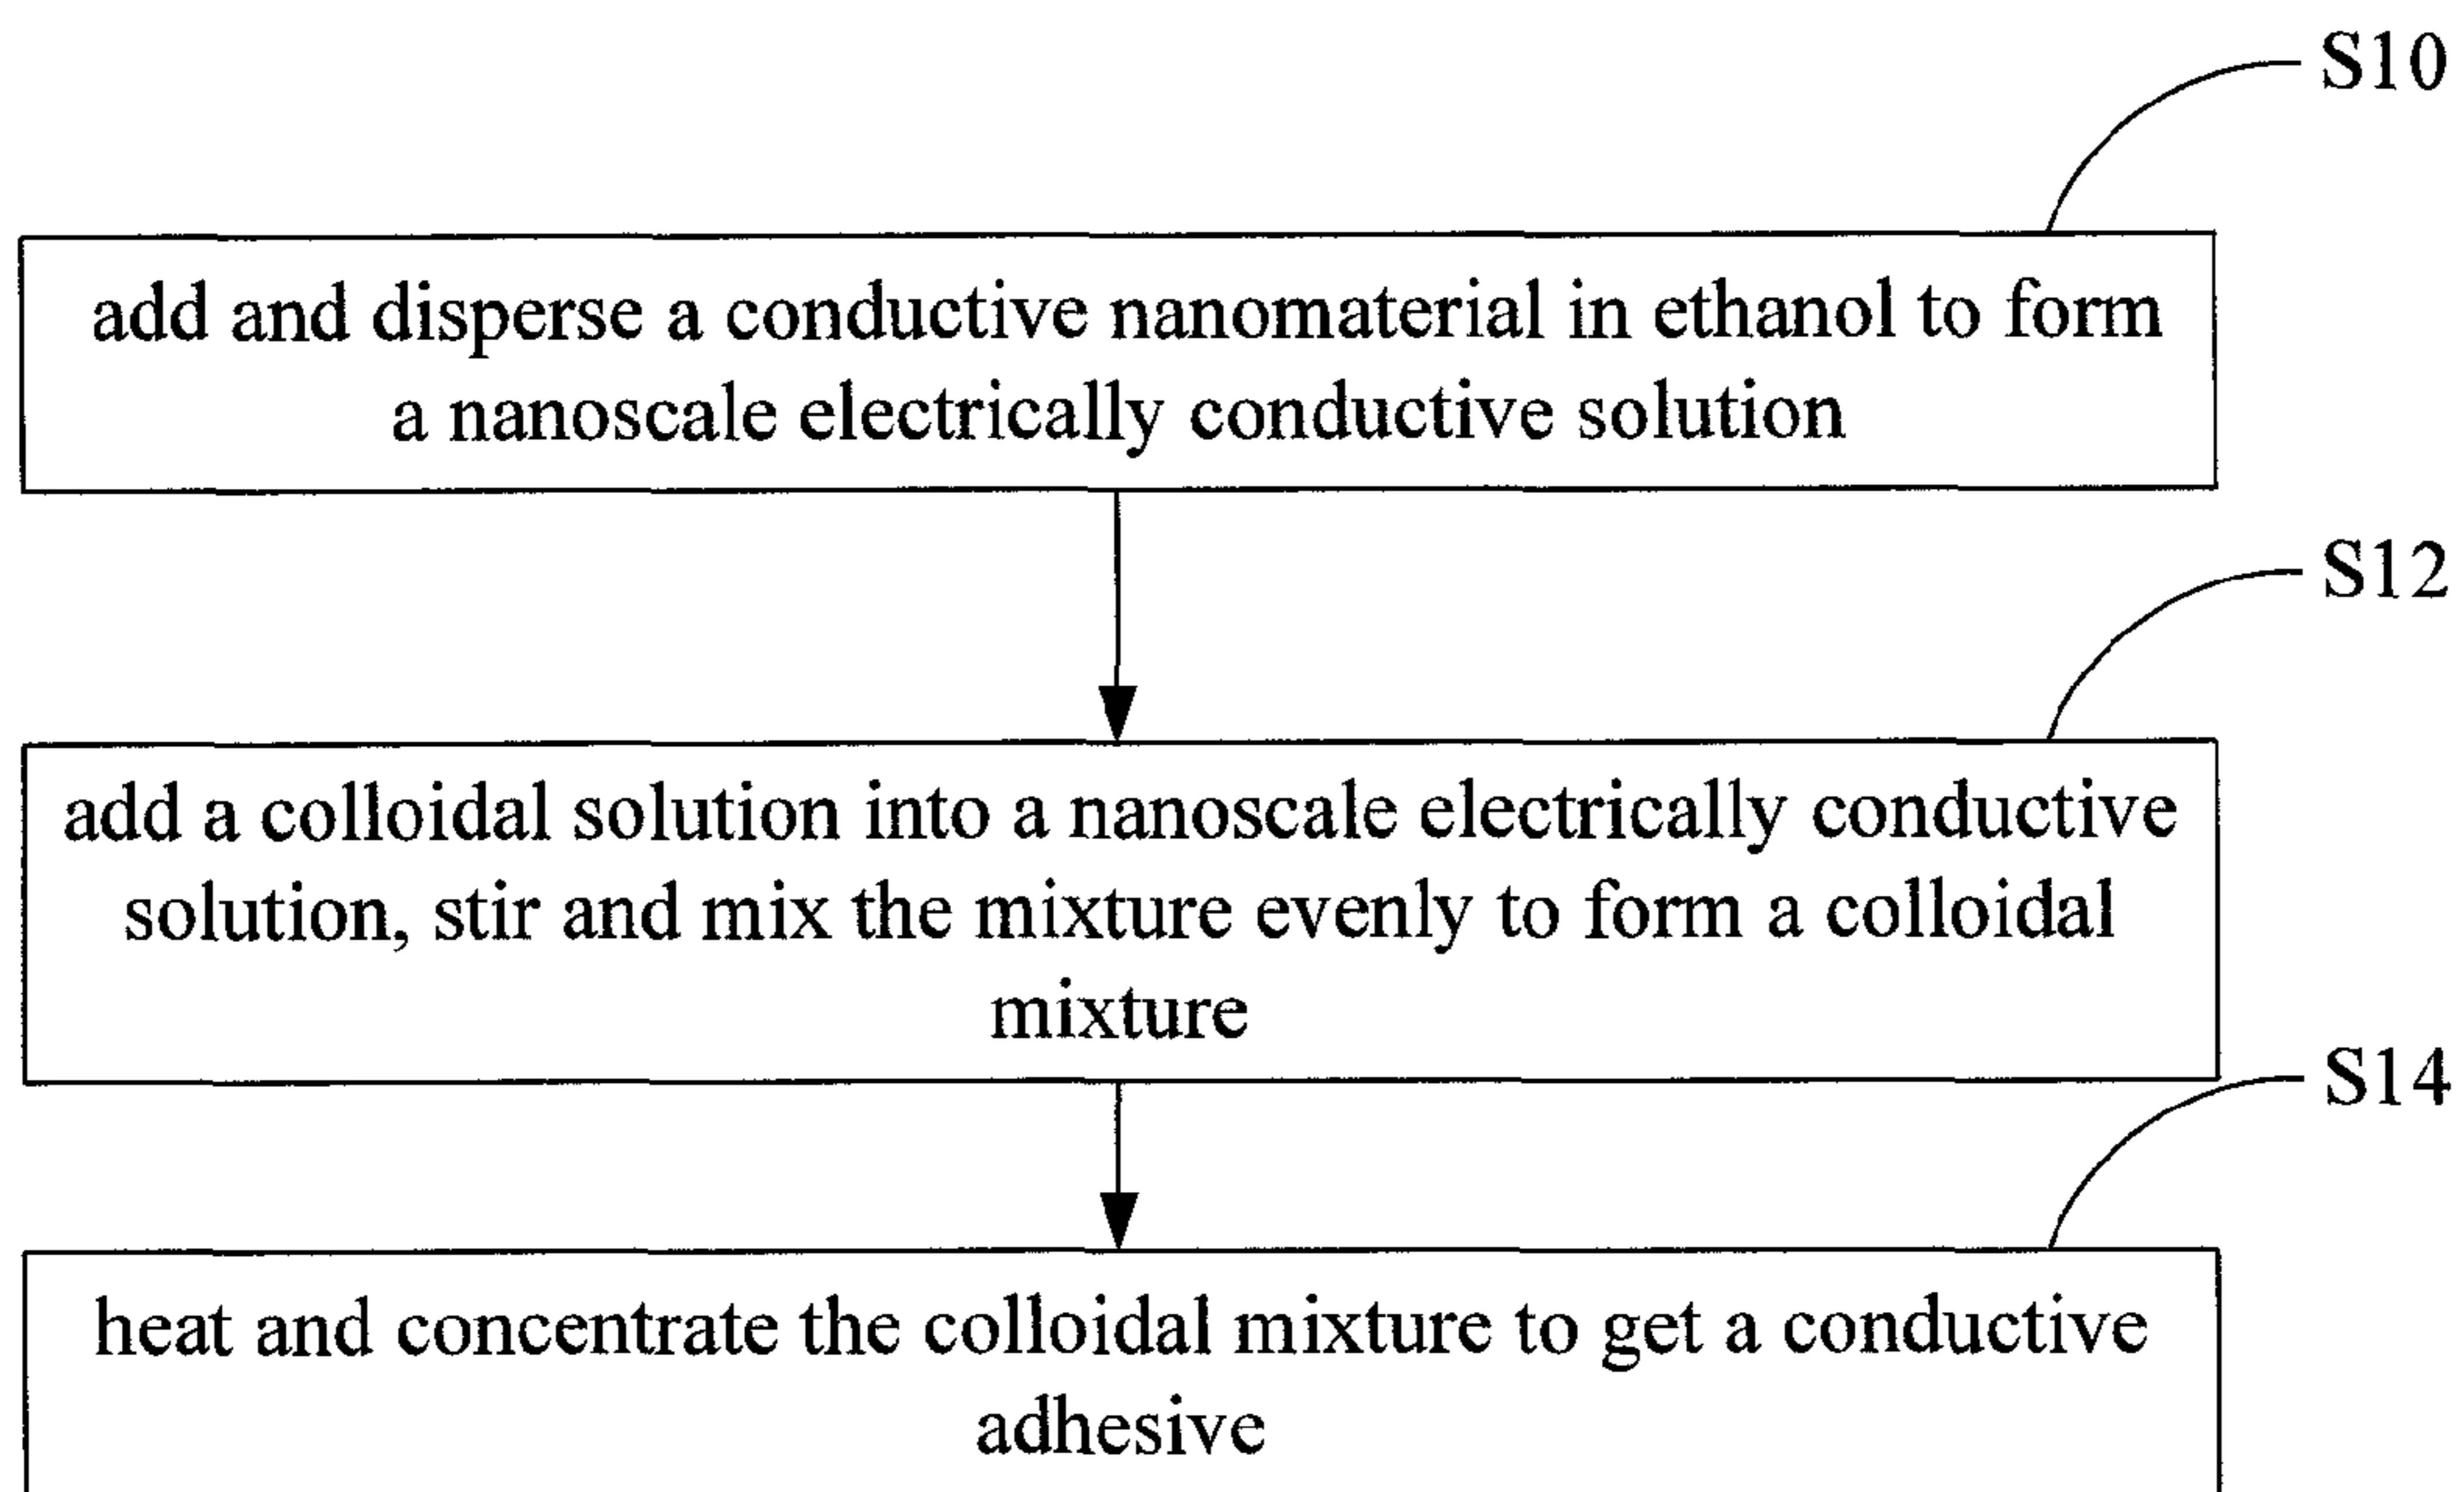 S10
add and disperse a conductive nanomaterial in ethanol to form
a nanoscale electrically conductive solution
S12
add a colloidal solution into a nanoscale electrically conductive
solution, stir and mix the mixture evenly to form a colloidal
mixture
S14
heat and concentrate the colloidal mixture to get a conductive
adhesive